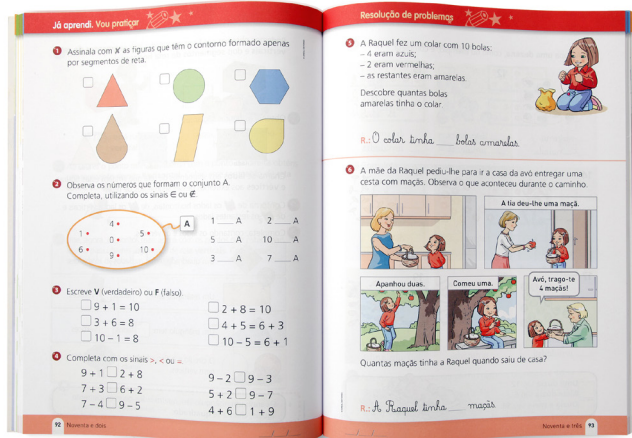 Já aprendi. Vou praticar
1 Assinala com X as figuras que têm o contorno formado apenas
por segmentos de reta.
2 Observa os números que formam o conjunto A.
Completa, utilizando os sinais ∈ ou ∉.
4
1 5
0
6 10
9
A
1 ___ A 2 ___ A
5 ___ A 10 ___ A
3 ___ A 7 ___ A
3 Escreve V (verdadeiro) ou F (falso).
9 + 1 = 10
3 + 6 = 8
10 – 1 = 8
2 + 8 = 10
4 + 5 = 6 + 3
10 – 5 = 6 + 1
4 Completa com os sinais >, < ou =.
9 + 1 □ 2 + 8
7 + 3 □ 6 + 2
7 – 4 □ 9 – 5
9 – 2 □ 9 – 3
5 + 2 □ 9 – 7
4 + 6 □ 1 + 9
92 Noventa e dois
Resolução de problemas
5 A Raquel fez um colar com 10 bolas:
– 4 eram azuis;
– 2 eram vermelhas;
– as restantes eram amarelas.
Descobre quantas bolas
amarelas tinha o colar.
R.: O colar tinha ___ bolas amarelas.
6 A mãe da Raquel pediu-lhe para ir a casa da avó entregar uma
cesta com maçãs. Observa o que aconteceu durante o caminho.
A tia deu-lhe uma maçã.
Apanhou duas.
Comeu uma.
Avó, trago-te
4 maçãs!
Quantas maçãs tinha a Raquel quando saiu de casa?
R.: A Raquel tinha ___ maçãs.
Noventa e três 93